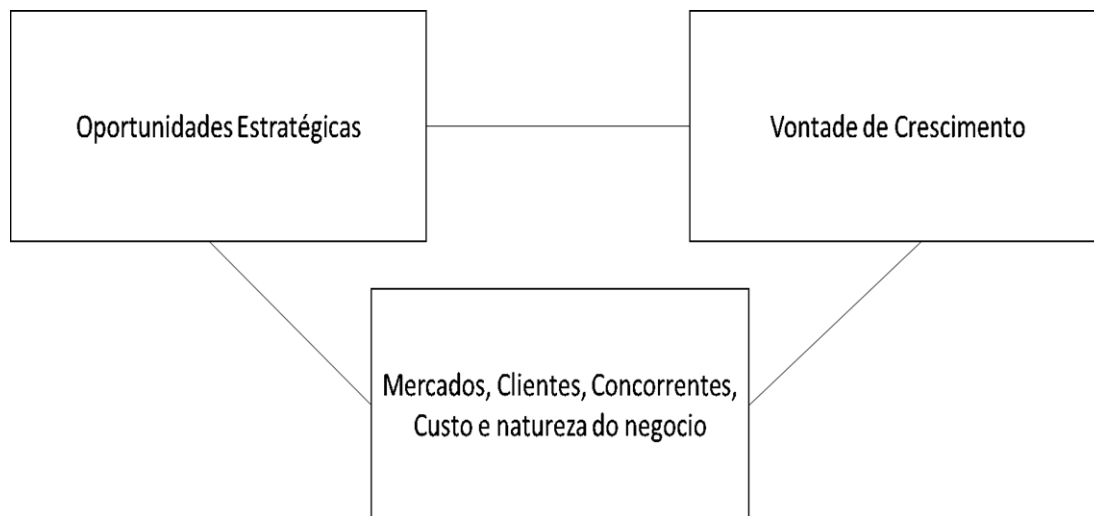 Oportunidades Estratégicas
Vontade de Crescimento
Mercados, Clientes, Concorrentes,
Custo e natureza do negocio